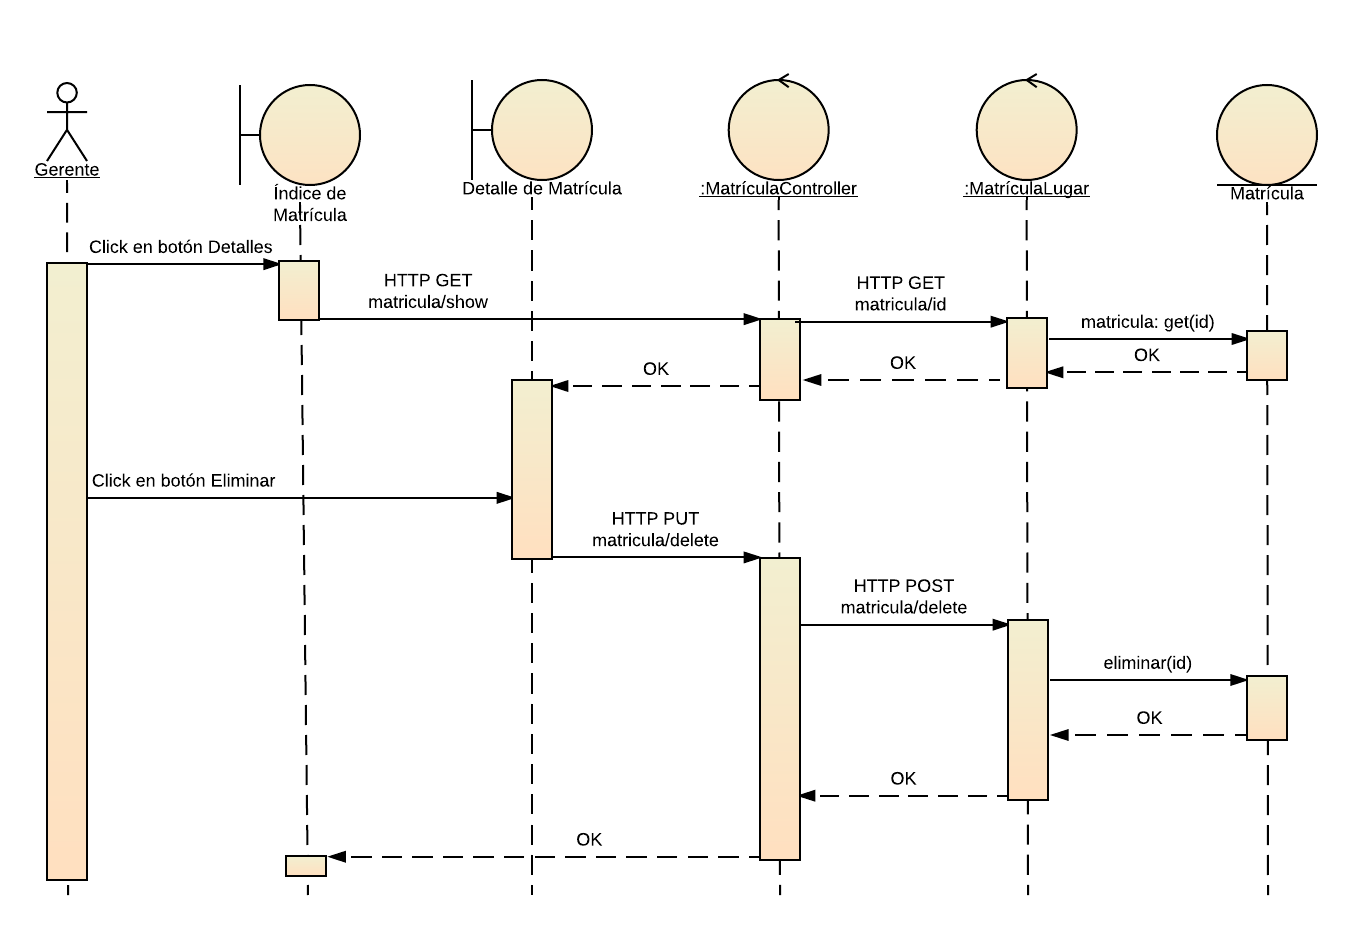 Gerente
Índice de
Matrícula
Detalle de Matrícula
:MatrículaController
:MatrículaLugar
Matrícula
Click en botón Detalles
HTTP GET
matricula/show
HTTP GET
matricula/id
matricula: get(id)
OK
OK
OK
Click en botón Eliminar
HTTP PUT
matricula/delete
HTTP POST
matricula/delete
eliminar(id)
OK
OK
OK